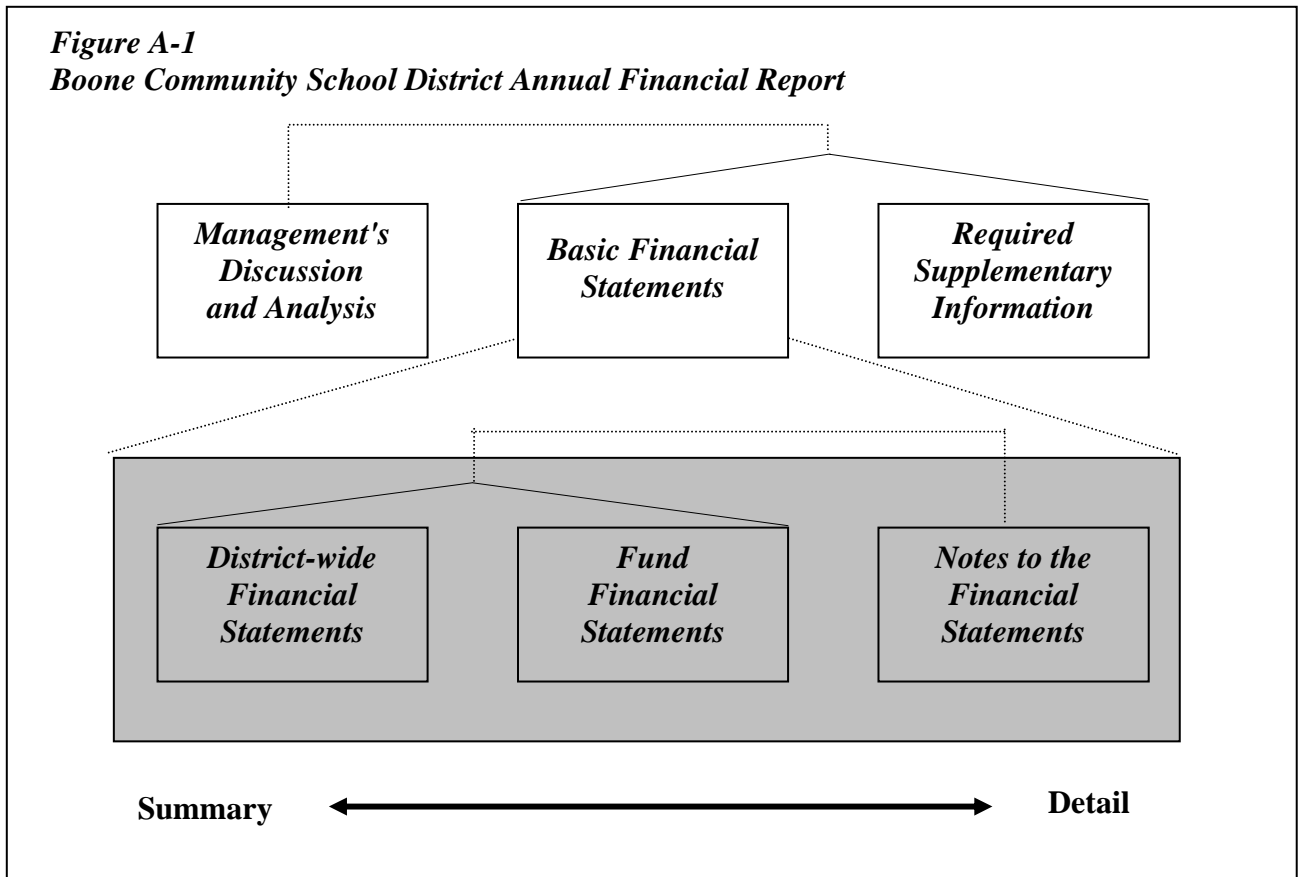 Figure A-1
Boone Community School District Annual Financial Report
Management's
Discussion
and Analysis
Basic Financial
Statements
Required
Supplementary
Information
District-wide
Financial
Statements
Fund
Financial
Statements
Notes to the
Financial
Statements
Summary
Detail